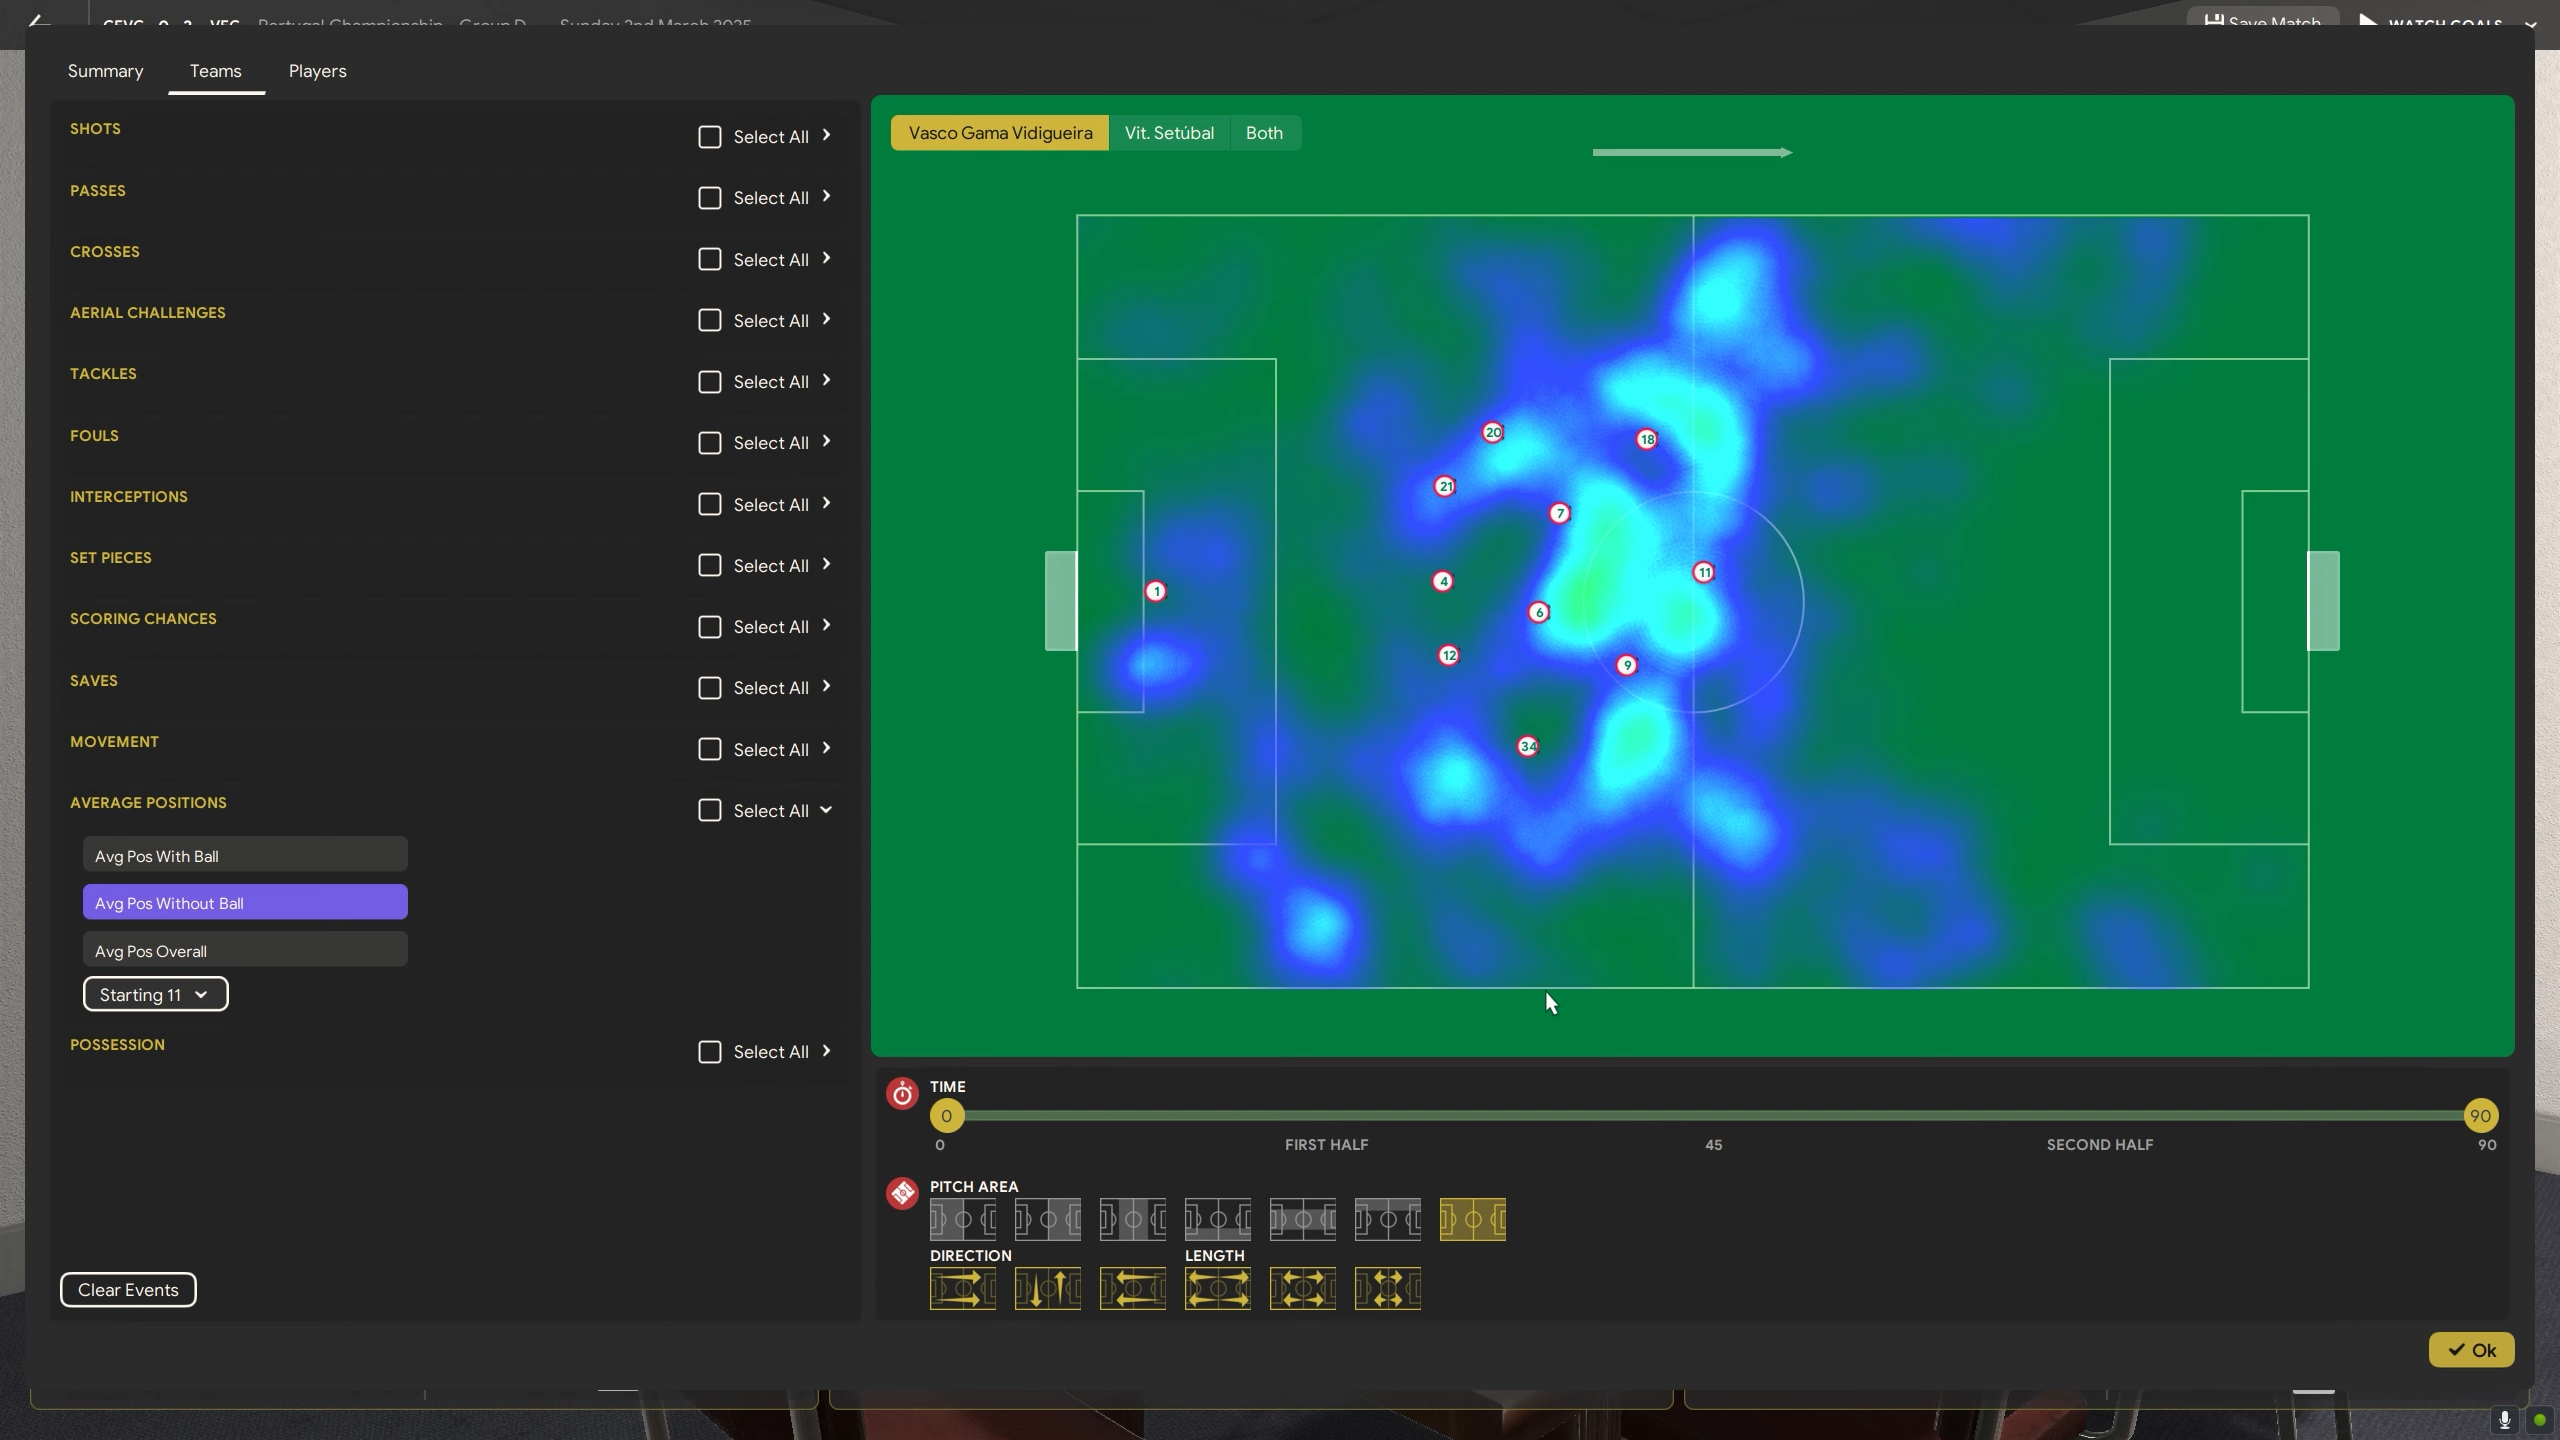 Summary Teams Players
SHOTS Select All
PASSES Select All
CROSSES Select All
AERIAL CHALLENGES Select All
TACKLES Select All
FOULS Select All
INTERCEPTIONS Select All
SET PIECES Select All
SCORING CHANCES Select All
SAVES Select All
MOVEMENT Select All
AVERAGE POSITIONS Select All
Avg Pos With Ball
Avg Pos Without Ball
Avg Pos Overall
Starting 11
POSSESSION Select All
Clear Events
Vasco Gama Vidigueira Vit. Setúbal Both
20
18
21
7
11
4
1
6
12
9
34
TIME
0 90
0 FIRST HALF 45 SECOND HALF 90
PITCH AREA
DIRECTION LENGTH
Ok